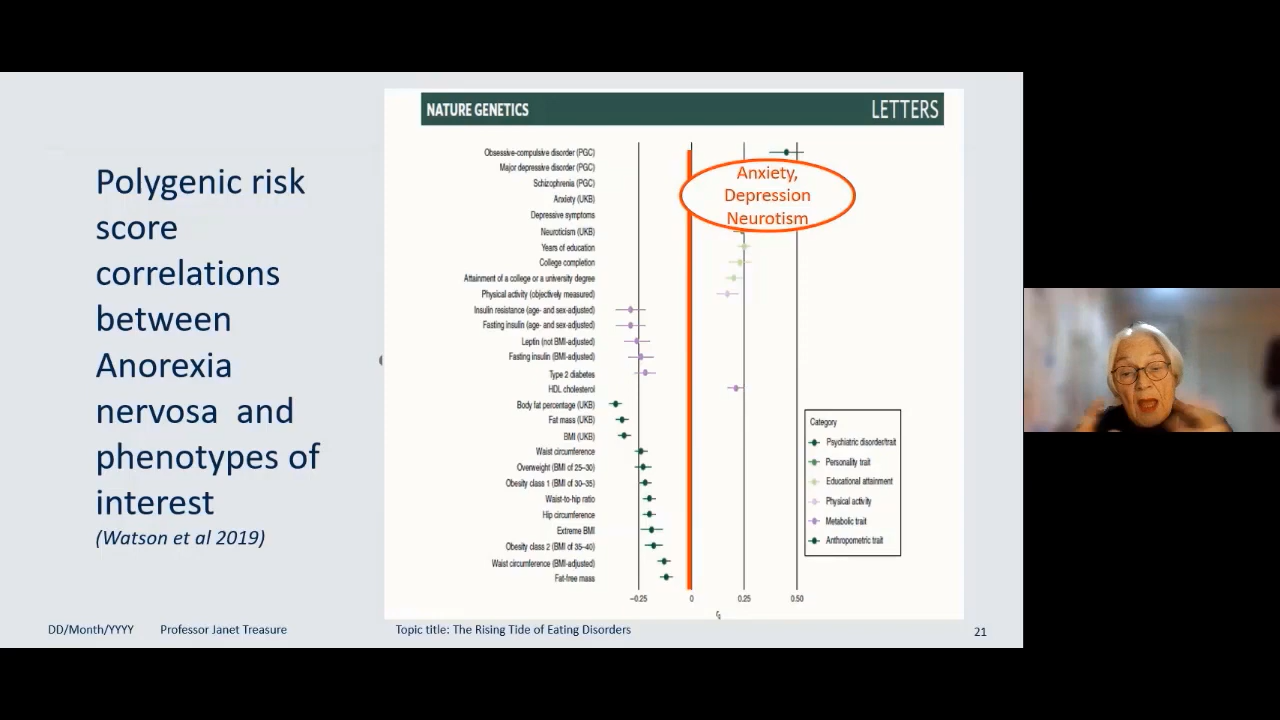 Polygenic risk
score
correlations
between
Anorexia
nervosa and
phenotypes of
interest
(Watson et al 2019)
NATURE GENETICS
LETTERS
Obsessive-compulsive disorder (PGC)
Major depressive disorder (PGC)
Schizophrenia (PGC)
Anxiety (UKB)
Depressive symptoms
Neuroticism (UKB)
Years of education
College completion
Attainment of a college or a university degree
Physical activity (objectively measured)
Insulin resistance (age- and sex-adjusted)
Fasting insulin (age- and sex-adjusted)
Leptin (not BMI-adjusted)
Fasting insulin (BMI-adjusted)
Type 2 diabetes
HDL cholesterol
Body fat percentage (UKB)
Fat mass (UKB)
BMI (UKB)
Waist circumference
Overweight (BMI of 25–30)
Obesity class 1 (BMI of 30–35)
Waist-to-hip ratio
Hip circumference
Extreme BMI
Obesity class 2 (BMI of 35–40)
Waist circumference (BMI-adjusted)
Fat-free mass
Anxiety,
Depression
Neurotism
Category
Psychiatric disorder/trait
Personality trait
Educational attainment
Physical activity
Metabolic trait
Anthropometric trait
−0.25 0 0.25 0.50
DD/Month/YYYY Professor Janet Treasure
Topic title: The Rising Tide of Eating Disorders
21